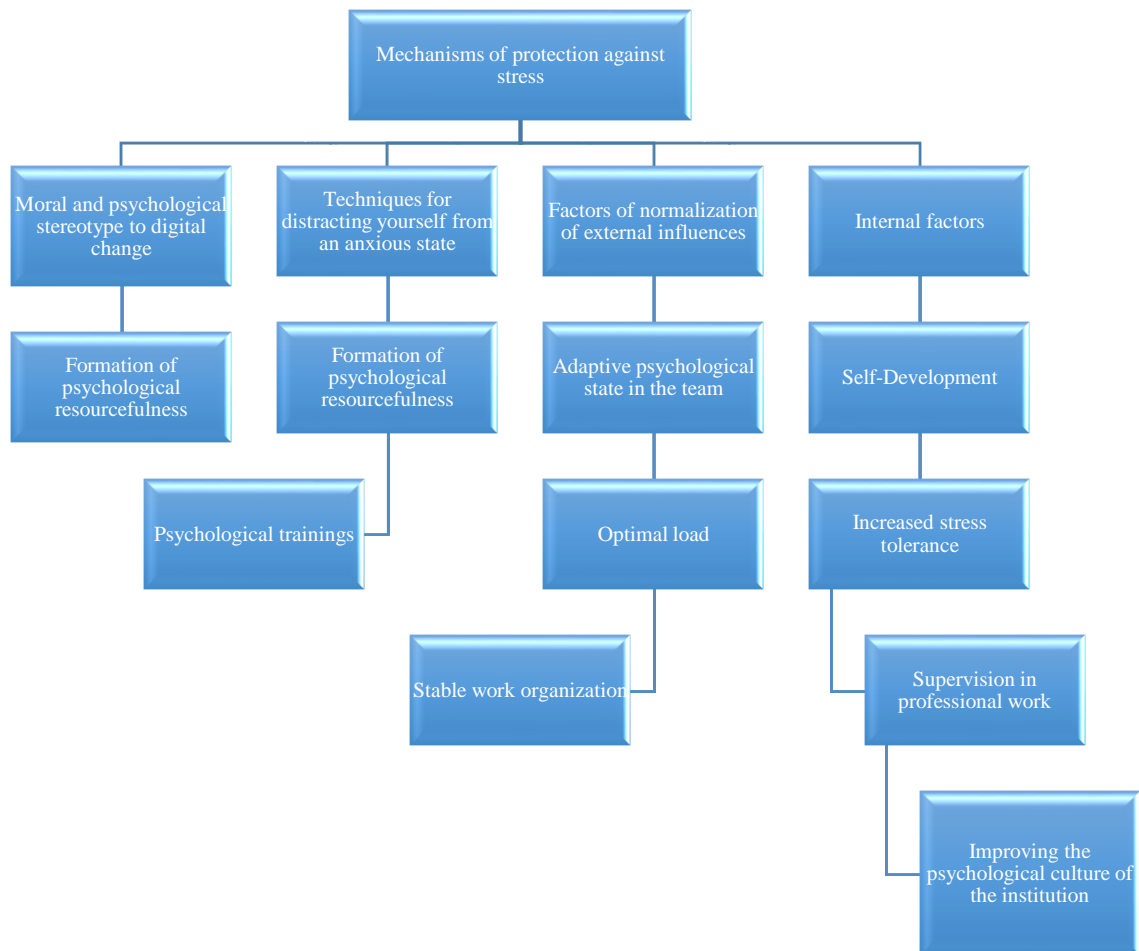 Mechanisms of protection against
stress
Moral and psychological
stereotype to digital
change
Techniques for
distracting yourself from
an anxious state
Factors of normalization
of external influences
Internal factors
Formation of
psychological
resourcefulness
Formation of
psychological
resourcefulness
Adaptive psychological
state in the team
Self-Development
Psychological trainings
Optimal load
Increased stress
tolerance
Stable work organization
Supervision in
professional work
Improving the
psychological culture of
the institution